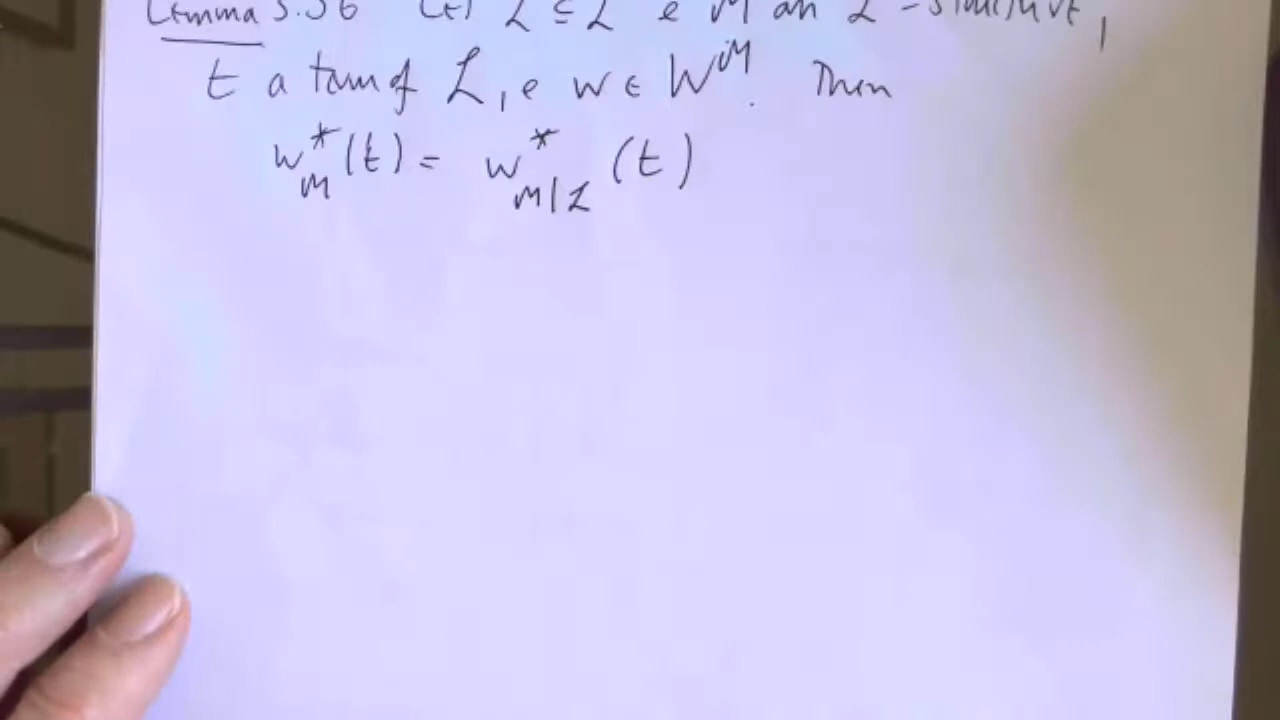 Lemma 3.56 Let L ⊆ L e M an L-structure,
t a term of L, e w ∈ W^M. Then
w*_M(t) = w*_{M|L}(t)